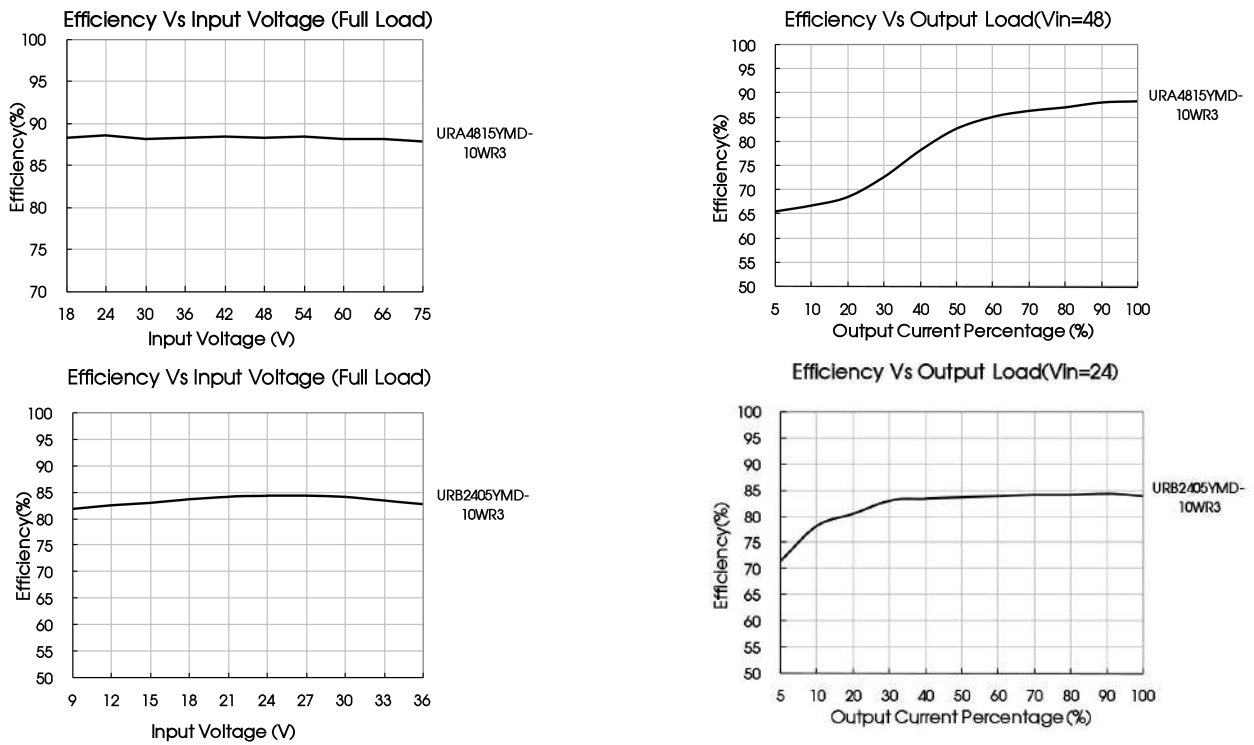 Efficiency Vs Input Voltage (Full Load)
100
95
90
85
80
75
70
Efficiency(%)
18 24 30 36 42 48 54 60 66 75
Input Voltage (V)
URA4815YMD-
10WR3
Efficiency Vs Output Load(Vin=48)
100
95
90
85
80
75
70
65
60
55
50
Efficiency(%)
5 10 20 30 40 50 60 70 80 90 100
Output Current Percentage (%)
URA4815YMD-
10WR3
Efficiency Vs Input Voltage (Full Load)
100
95
90
85
80
75
70
65
60
55
50
Efficiency(%)
9 12 15 18 21 24 27 30 33 36
Input Voltage (V)
URB2405YMD-
10WR3
Efficiency Vs Output Load(Vin=24)
100
95
90
85
80
75
70
65
60
55
50
Efficiency(%)
5 10 20 30 40 50 60 70 80 90 100
Output Current Percentage (%)
URB2405YMD-
10WR3